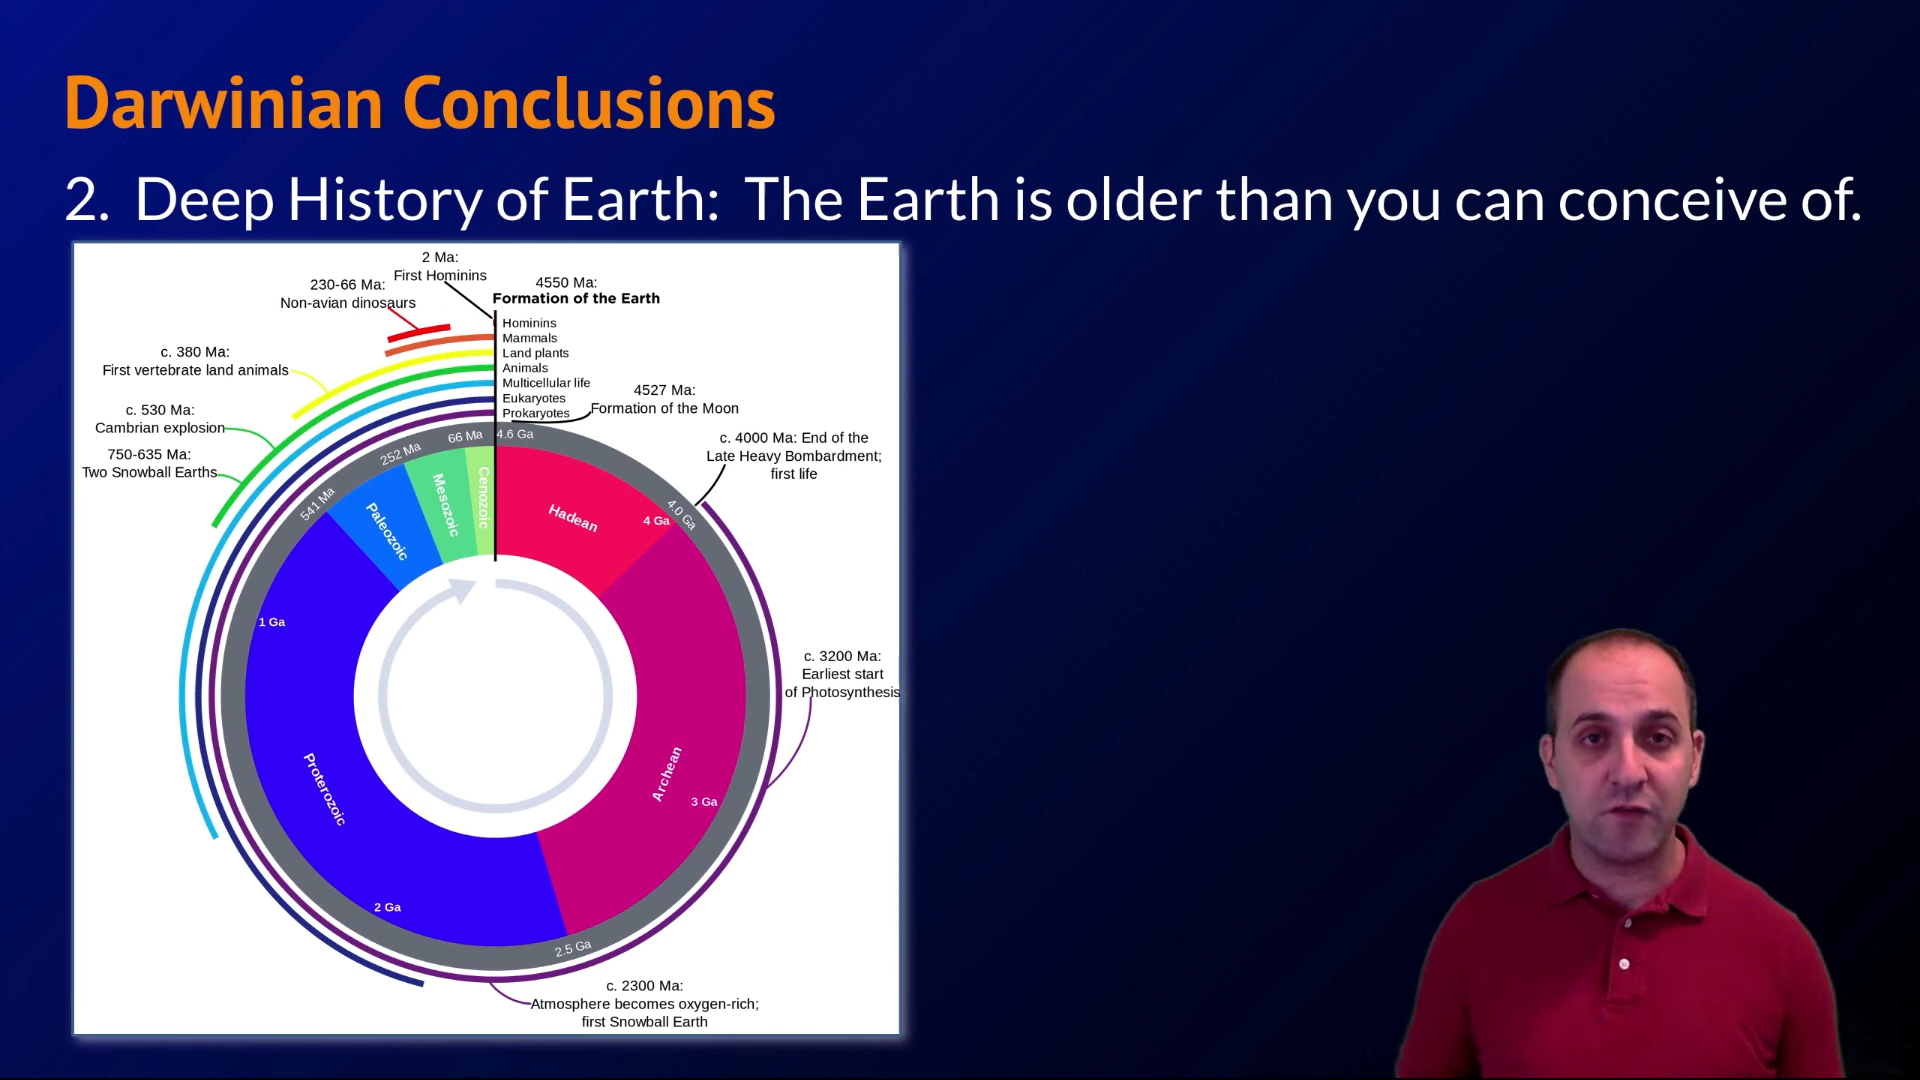 Darwinian Conclusions
2. Deep History of Earth: The Earth is older than you can conceive of.
2 Ma:
First Hominins
4550 Ma:
Formation of the Earth
230-66 Ma:
Non-avian dinosaurs
Hominins
Mammals
Land plants
Animals
Multicellular life
Eukaryotes
Prokaryotes
c. 380 Ma:
First vertebrate land animals
4527 Ma:
Formation of the Moon
c. 530 Ma:
Cambrian explosion
750-635 Ma:
Two Snowball Earths
c. 4000 Ma: End of the
Late Heavy Bombardment;
first life
4.6 Ga
66 Ma
252 Ma
541 Ma
4.0 Ga
2.5 Ga
Cenozoic
Mesozoic
Paleozoic
Hadean
4 Ga
1 Ga
Proterozoic
2 Ga
Archean
3 Ga
c. 3200 Ma:
Earliest start
of Photosynthesis
c. 2300 Ma:
Atmosphere becomes oxygen-rich;
first Snowball Earth